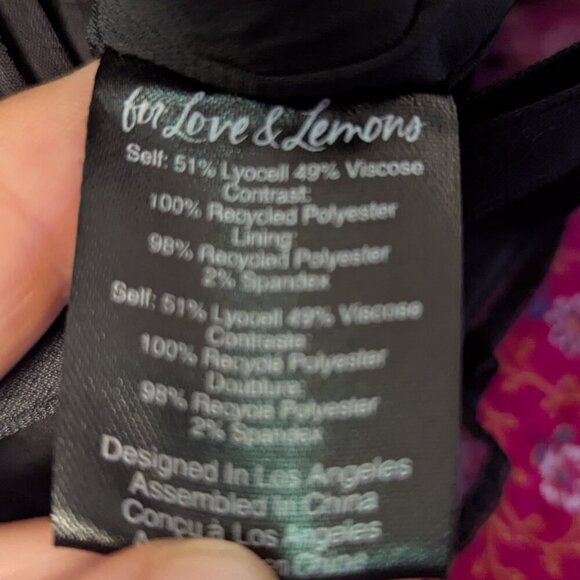 for Love & Lemons
Self: 51% Lyocell 49% Viscose
Contrast:
100% Recycled Polyester
Lining:
98% Recycled Polyester
2% Spandex
Self: 51% Lyocell 49% Viscose
Contraste:
100% Recycle Polyester
Doublure:
98% Recycle Polyester
2% Spandex
Designed In Los Angeles
Assembled In China
Conçu à Los Angeles
Chine